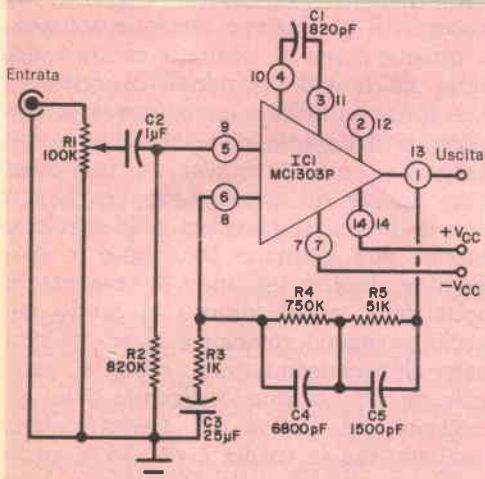 C1
820pF
Entrata
10
4
3
11
2
12
R1
100K
C2
1µF
9
5
IC1
MC1303P
13
1
Uscita
6
8
7
7
14
14
+Vcc
-Vcc
R4
750K
R5
51K
R2
820K
R3
1K
C3
25µF
C4
6800pF
C5
1500pF